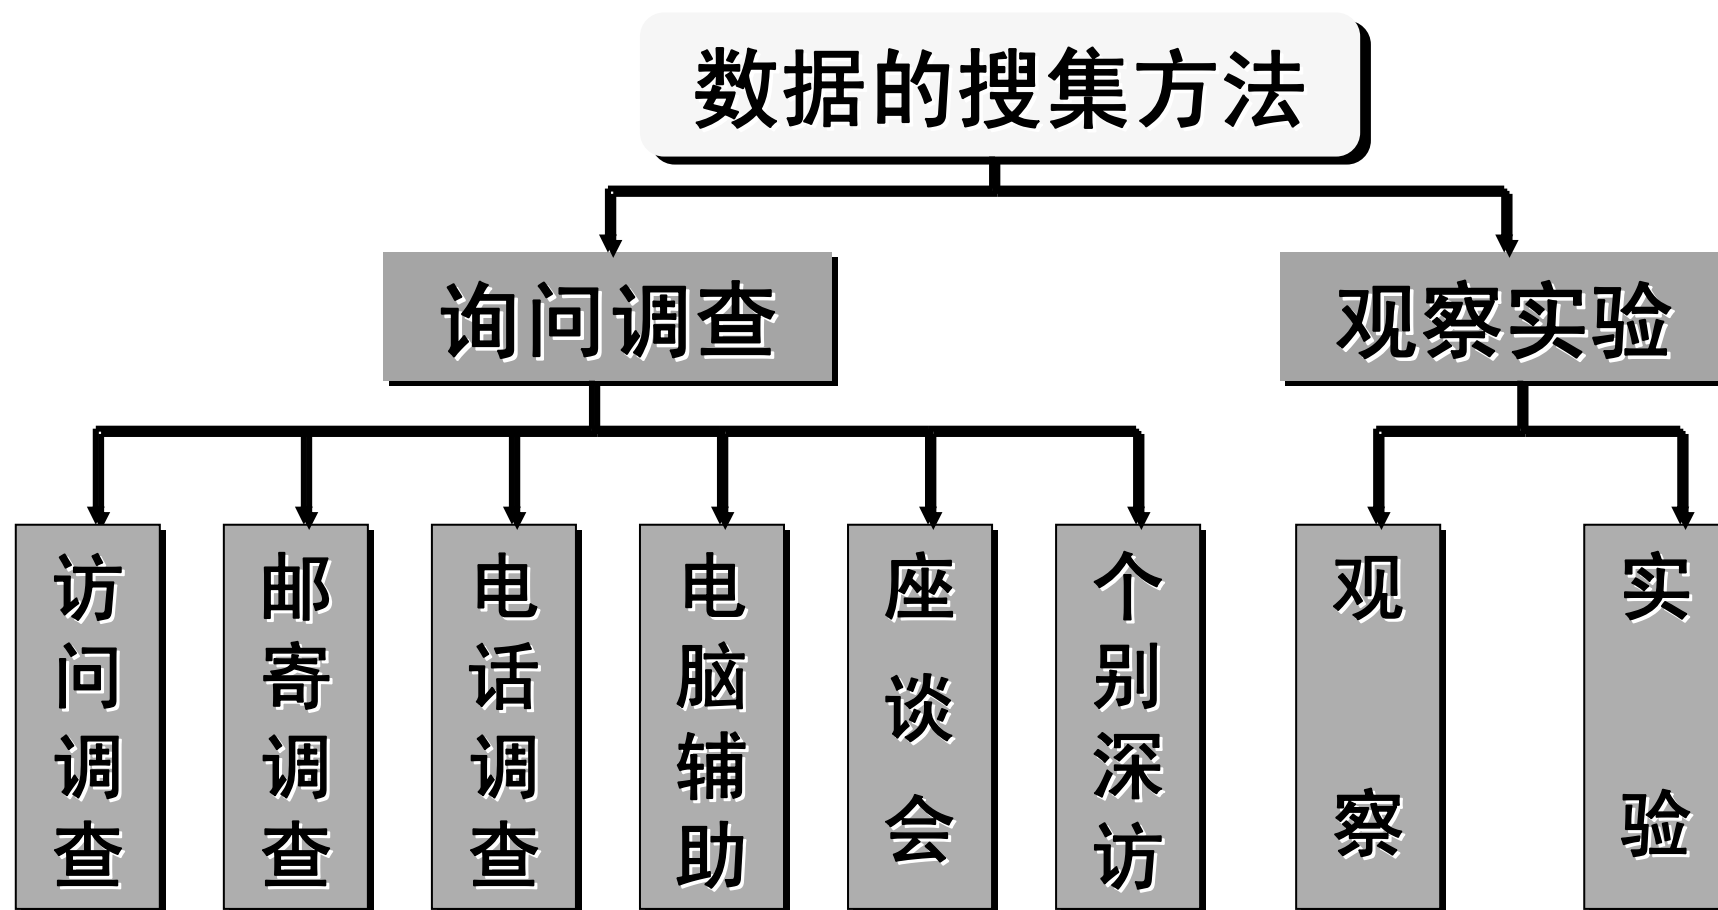 数据的搜集方法
询问调查
观察实验
访问调查
邮寄调查
电话调查
电脑辅助
座谈会
个别深访
观察
实验